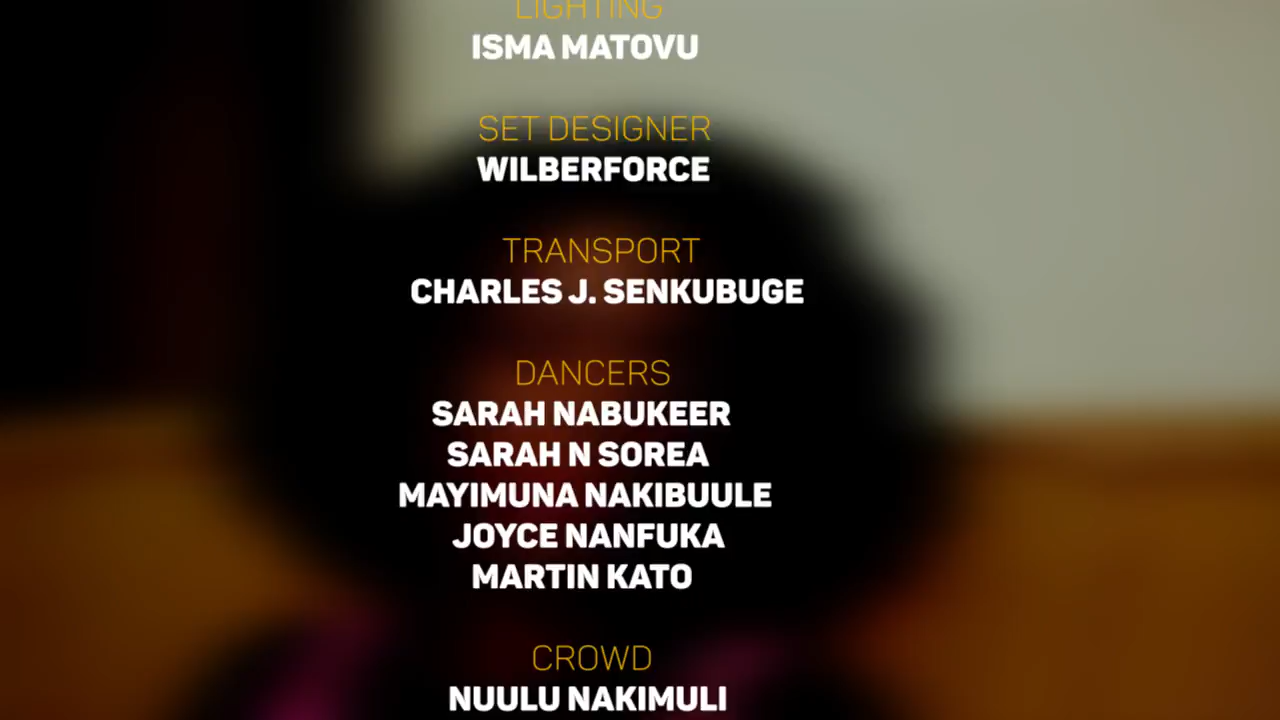 LIGHTING
ISMA MATOVU
SET DESIGNER
WILBERFORCE
TRANSPORT
CHARLES J. SENKUBUGE
DANCERS
SARAH NABUKEER
SARAH N SOREA
MAYIMUNA NAKIBUULE
JOYCE NANFUKA
MARTIN KATO
CROWD
NUULU NAKIMULI